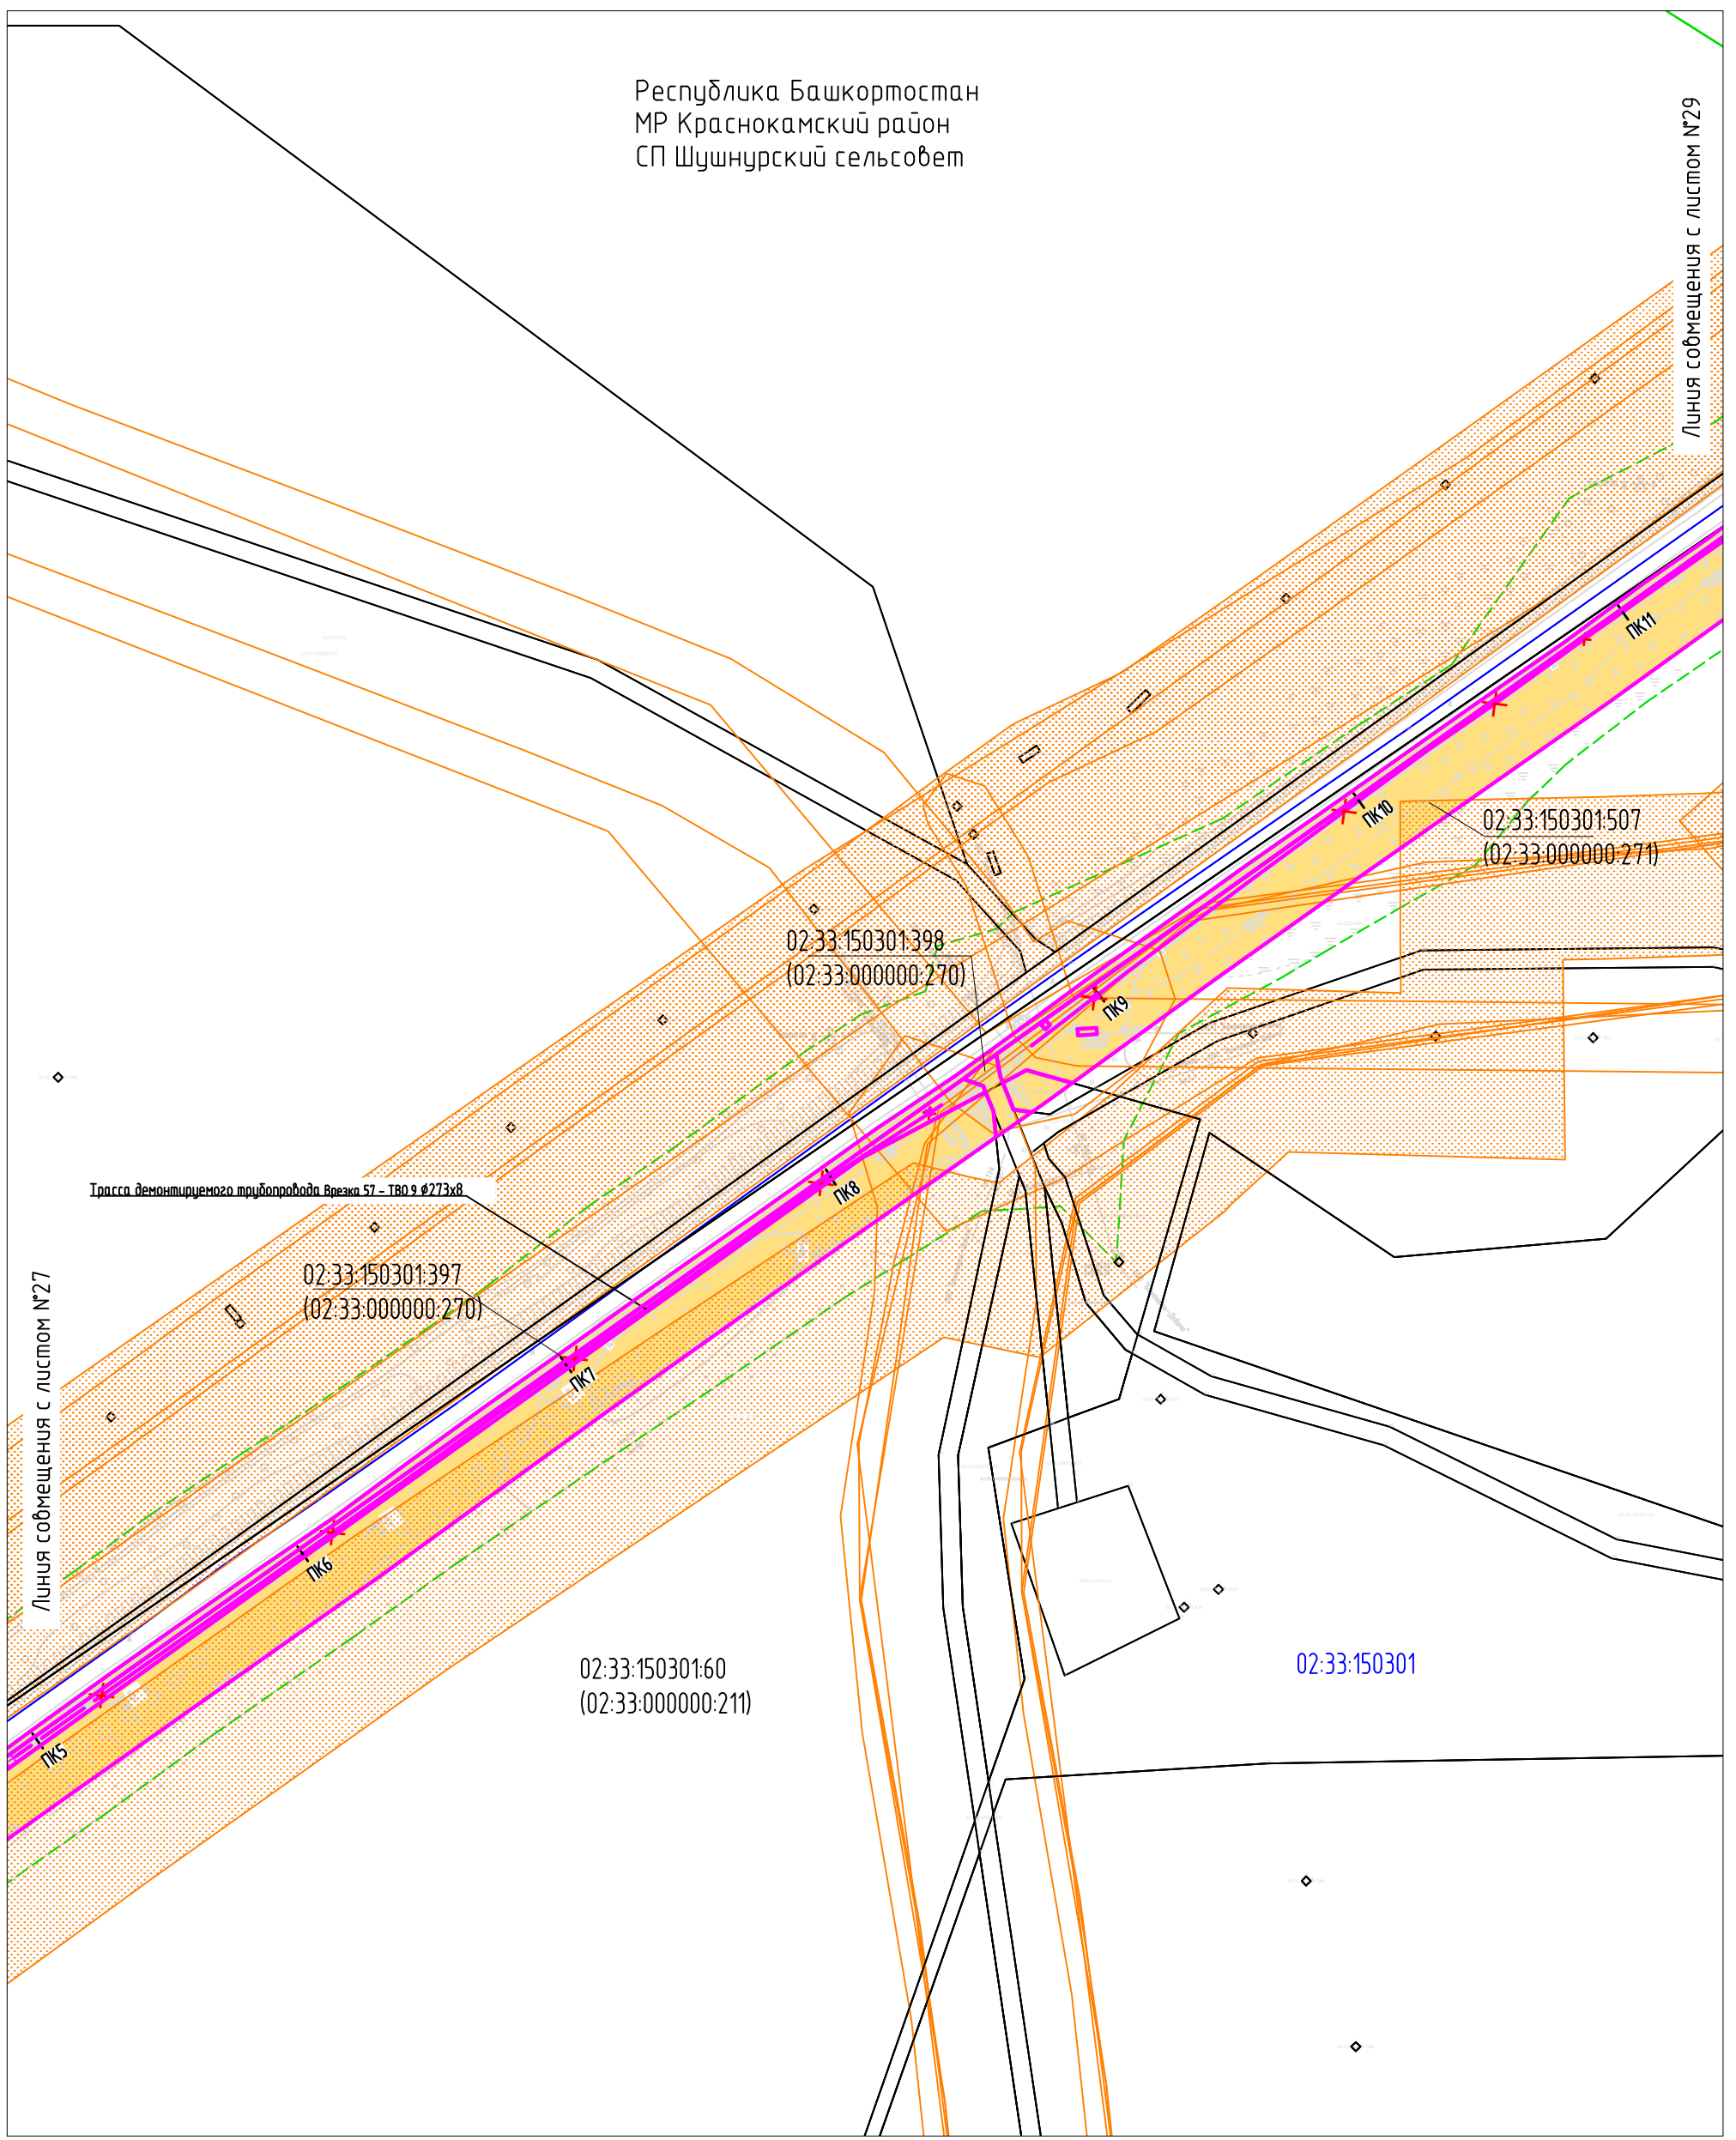 Республика Башкортостан
МР Краснокамский район
СП Шушнурский сельсовет
Линия совмещения с листом N°29
ПК11
ПК10
02:33:150301:507
(02:33:000000:271)
02:33:150301:398
(02:33:000000:270)
ПК9
Трасса демонтируемого трубопровода Врезка 57 - ТВО 9 ø273х8
ПК8
02:33:150301:397
(02:33:000000:270)
Линия совмещения с листом N°27
ПК7
ПК6
02:33:150301:60
(02:33:000000:211)
02:33:150301
ПК5